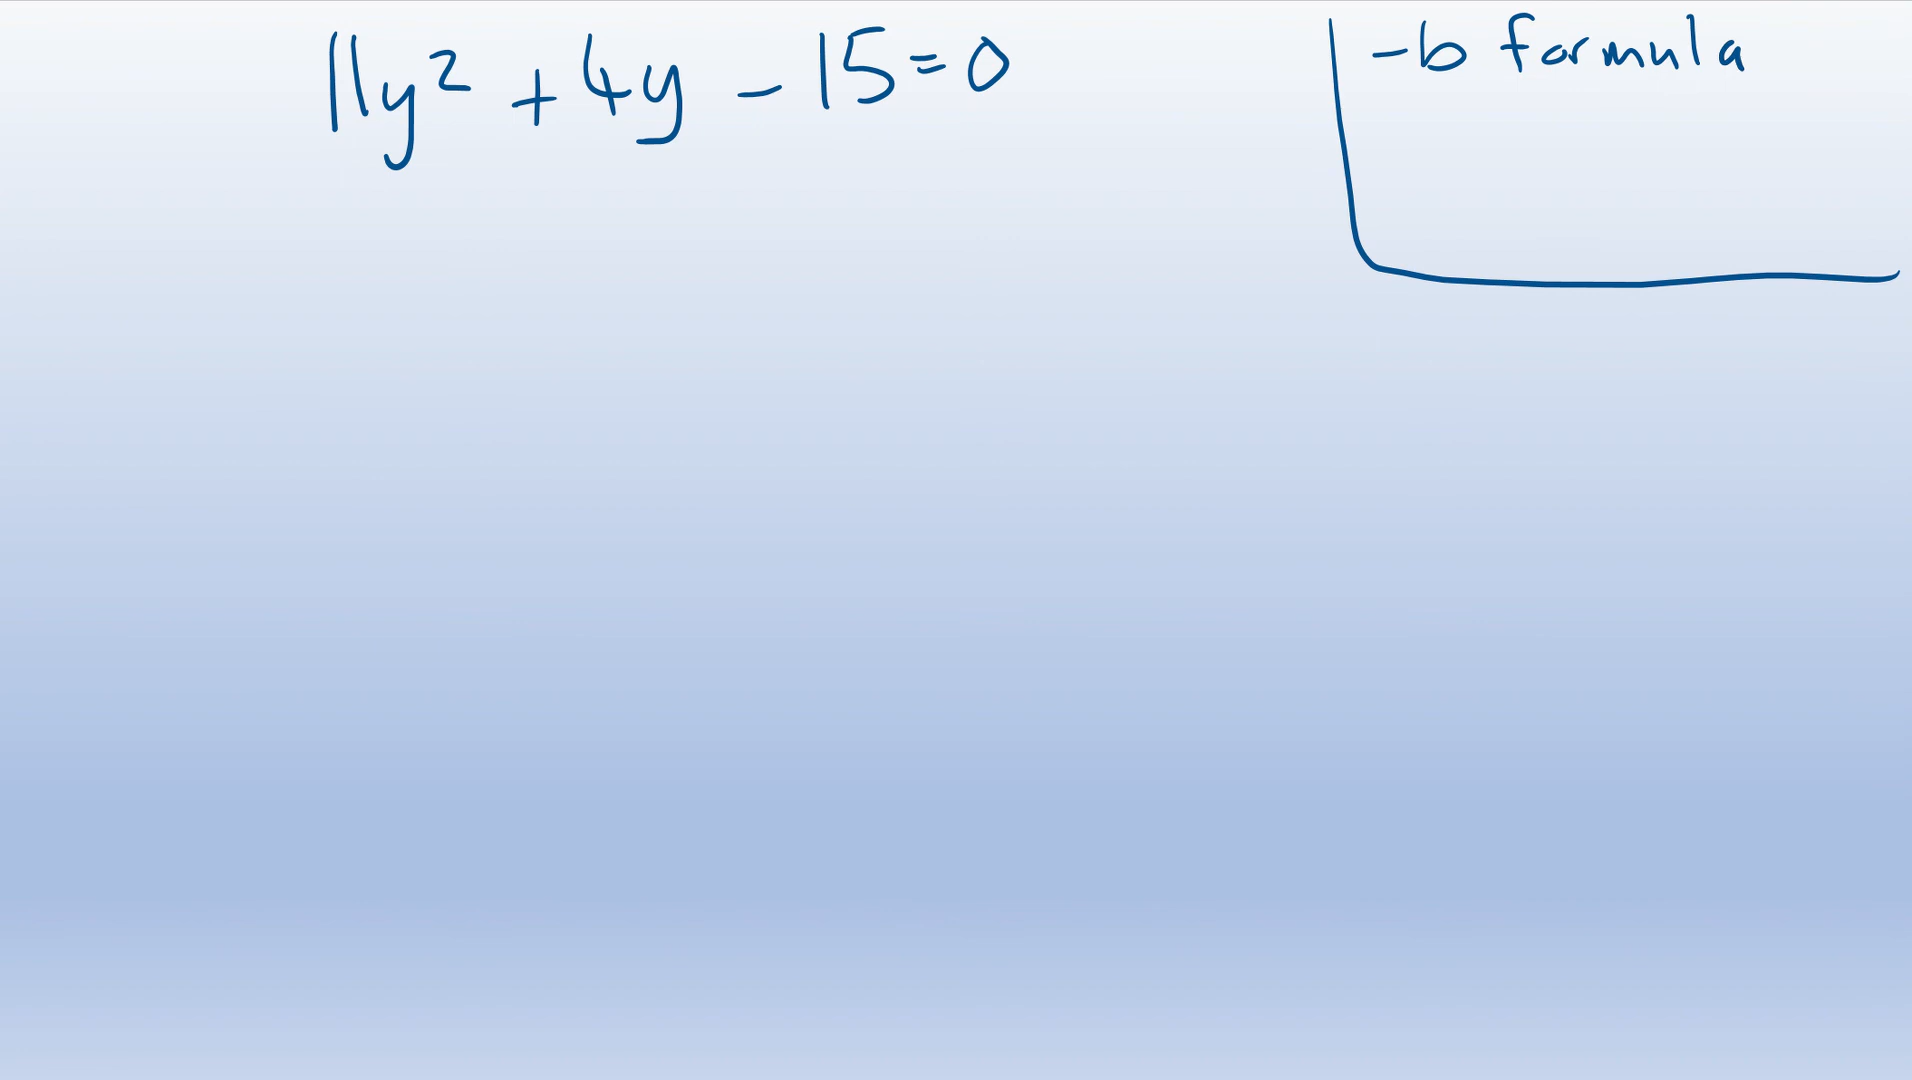 11y² + 4y - 15 = 0
-b formula